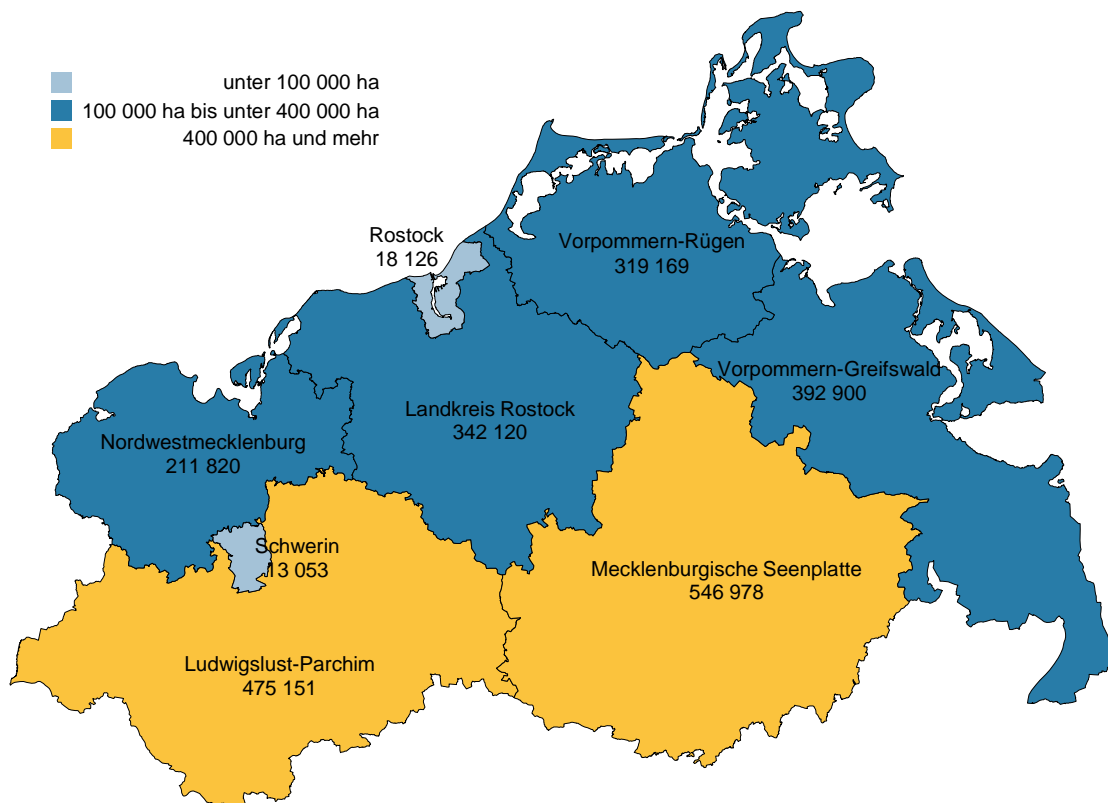 unter 100 000 ha
100 000 ha bis unter 400 000 ha
400 000 ha und mehr
Rostock
18 126
Vorpommern-Rügen
319 169
Vorpommern-Greifswald
392 900
Landkreis Rostock
342 120
Nordwestmecklenburg
211 820
Schwerin
13 053
Mecklenburgische Seenplatte
546 978
Ludwigslust-Parchim
475 151